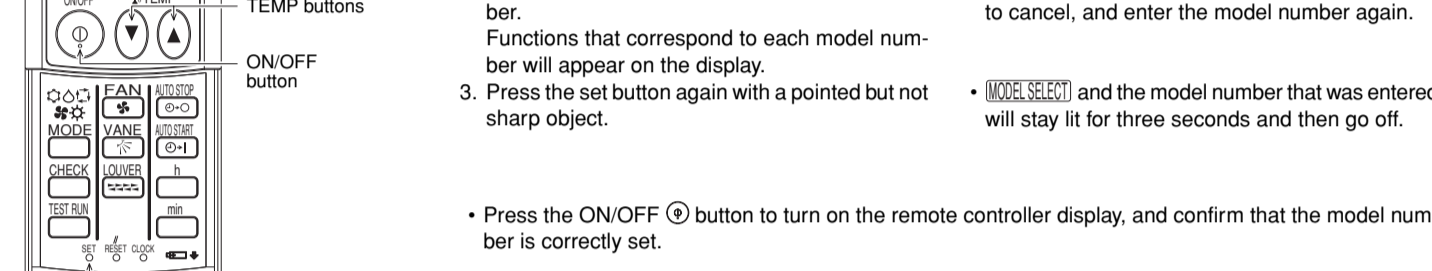 ON/OFF
TEMP
TEMP buttons
ON/OFF
button
FAN
AUTO STOP
MODE
VANE
AUTO START
CHECK
LOUVER
h
TEST RUN
min
SET
RESET
CLOCK
ber.
Functions that correspond to each model num-
ber will appear on the display.
3. Press the set button again with a pointed but not
sharp object.
to cancel, and enter the model number again.
• MODEL SELECT and the model number that was entered
will stay lit for three seconds and then go off.
• Press the ON/OFF button to turn on the remote controller display, and confirm that the model num
ber is correctly set.